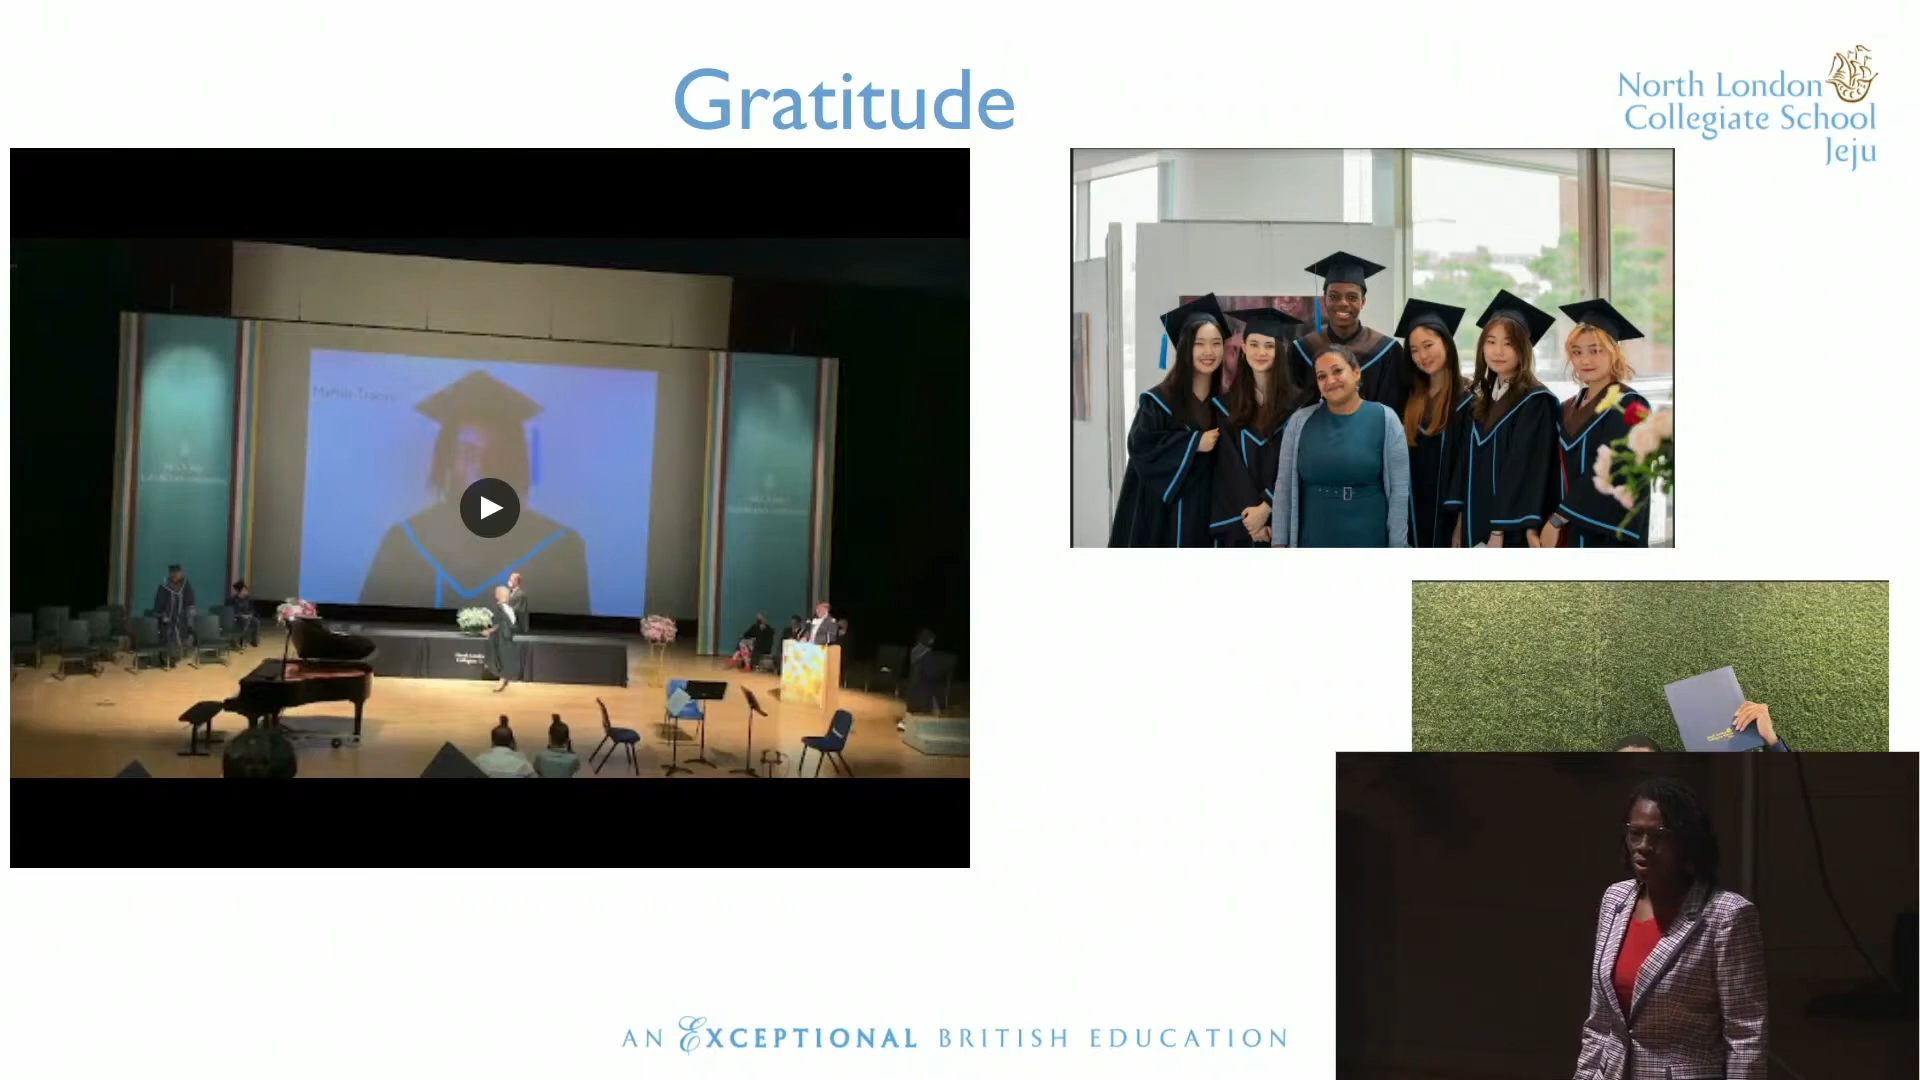 Gratitude
North London
Collegiate School
Jeju
AN EXCEPTIONAL BRITISH EDUCATION